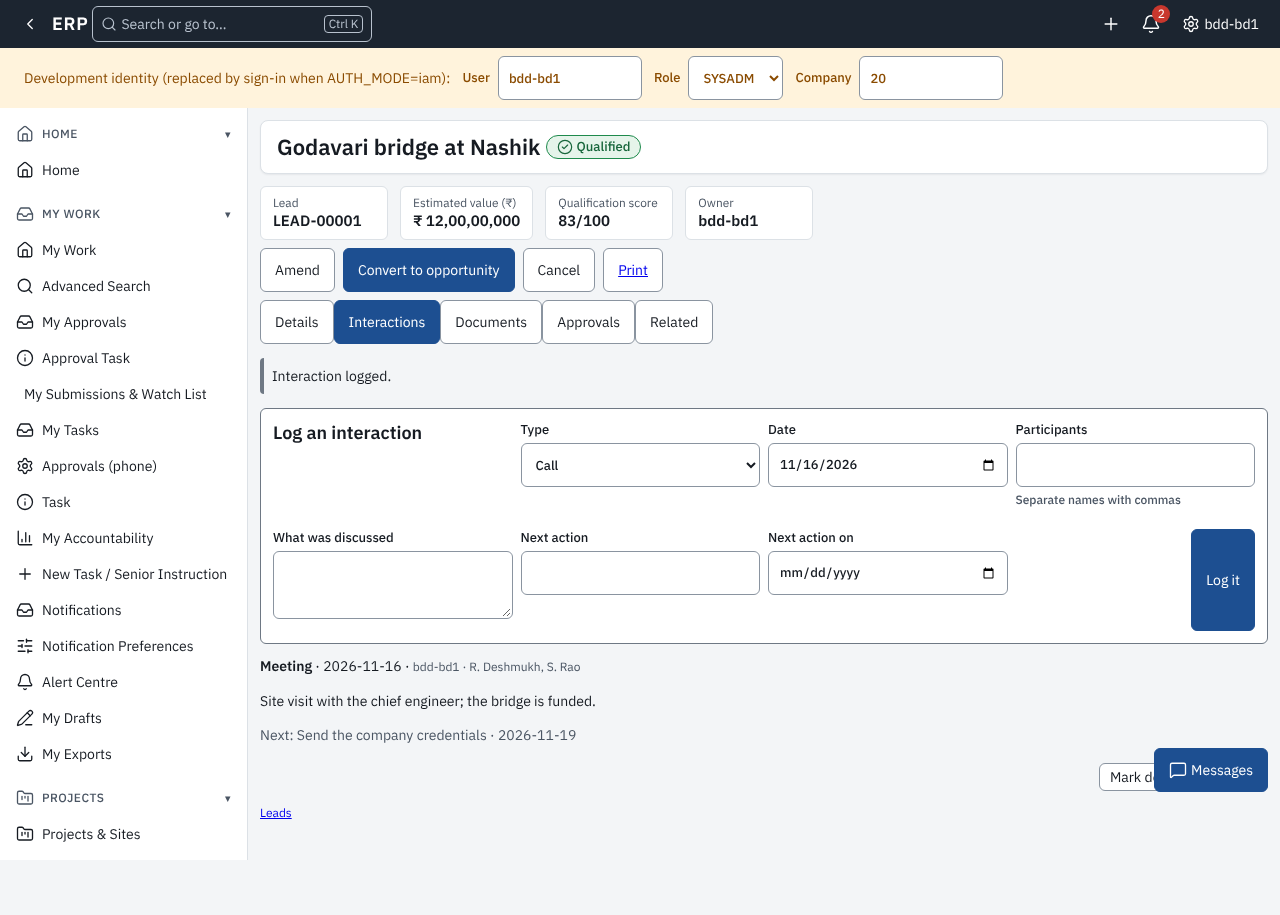 ERP
Search or go to...
Ctrl K
2
bdd-bd1
Development identity (replaced by sign-in when AUTH_MODE=iam):
User
bdd-bd1
Role
SYSADM
Company
20
HOME
Home
MY WORK
My Work
Advanced Search
My Approvals
Approval Task
My Submissions & Watch List
My Tasks
Approvals (phone)
Task
My Accountability
New Task / Senior Instruction
Notifications
Notification Preferences
Alert Centre
My Drafts
My Exports
PROJECTS
Projects & Sites
Godavari bridge at Nashik
Qualified
Lead
LEAD-00001
Estimated value (₹)
₹ 12,00,00,000
Qualification score
83/100
Owner
bdd-bd1
Amend
Convert to opportunity
Cancel
Print
Details
Interactions
Documents
Approvals
Related
Interaction logged.
Log an interaction
Type
Call
Date
11/16/2026
Participants
Separate names with commas
What was discussed
Next action
Next action on
mm/dd/yyyy
Log it
Meeting · 2026-11-16 · bdd-bd1 · R. Deshmukh, S. Rao
Site visit with the chief engineer; the bridge is funded.
Next: Send the company credentials · 2026-11-19
Mark
Messages
Leads